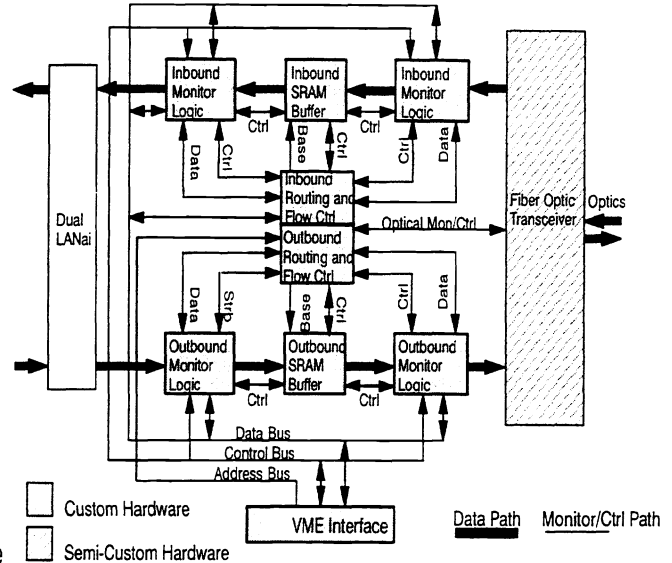 Inbound
Monitor
Logic
Inbound
SRAM
Buffer
Inbound
Monitor
Logic
Ctrl
Ctrl
Data
Ctrl
Base
Ctrl
Ctrl
Data
Dual
LANai
Inbound
Routing and
Flow Ctrl
Outbound
Routing and
Flow Ctrl
Optical Mon/Ctrl
Fiber Optic
Transceiver
Optics
Data
Strp
Base
Ctrl
Ctrl
Data
Outbound
Monitor
Logic
Outbound
SRAM
Buffer
Outbound
Monitor
Logic
Ctrl
Ctrl
Data Bus
Control Bus
Address Bus
VME Interface
Custom Hardware
Semi-Custom Hardware
Data Path
Monitor/Ctrl Path
e